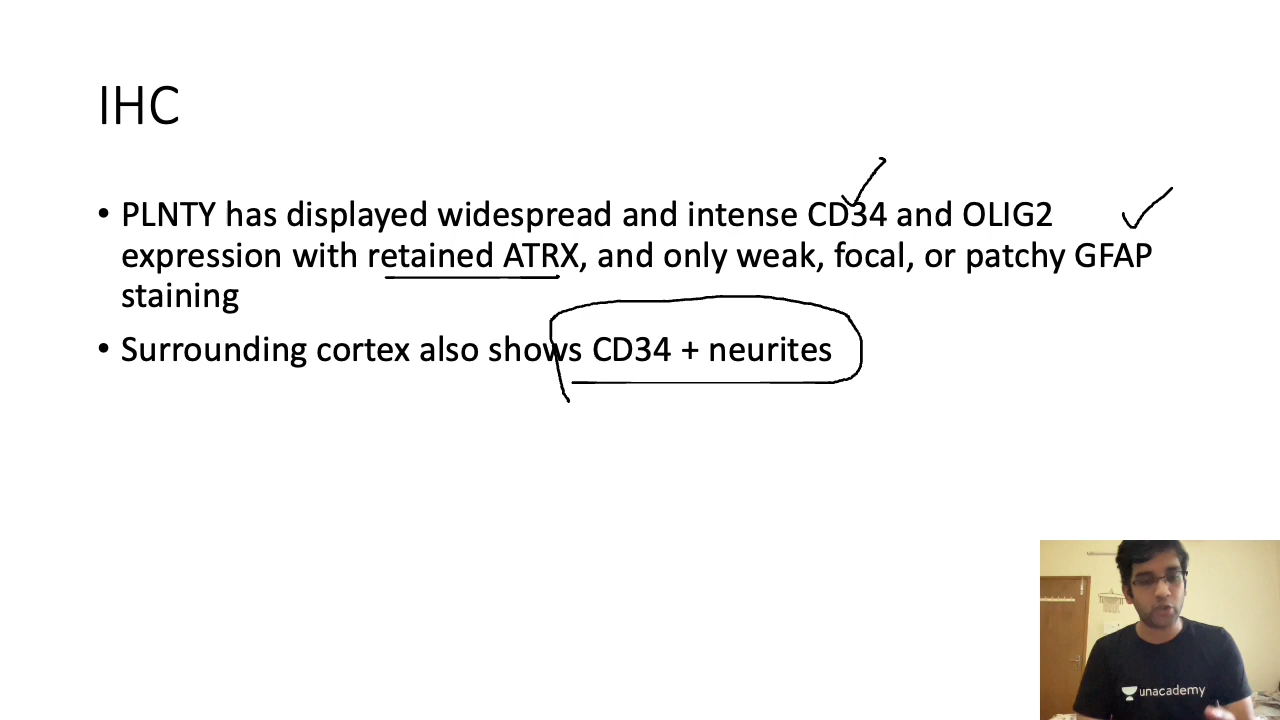 IHC
• PLNTY has displayed widespread and intense CD34 and OLIG2
expression with retained ATRX, and only weak, focal, or patchy GFAP
staining
• Surrounding cortex also shows CD34 + neurites
unacademy